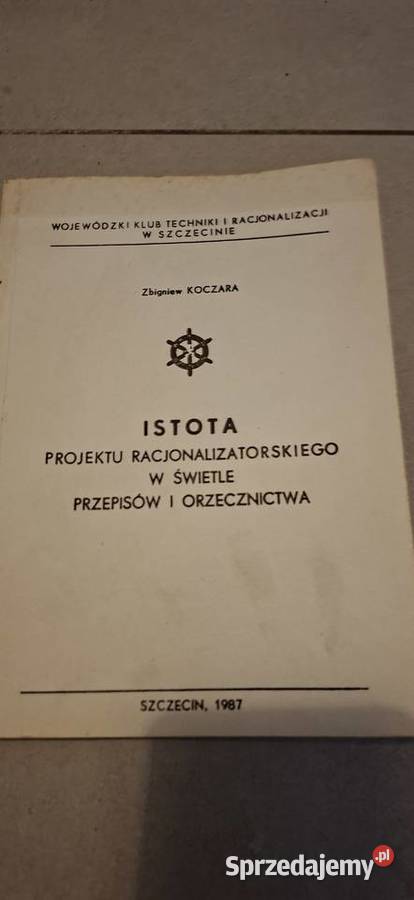 WOJEWÓDZKI KLUB TECHNIKI I RACJONALIZACJI
W SZCZECINIE
Zbigniew KOCZARA
ISTOTA
PROJEKTU RACJONALIZATORSKIEGO
W ŚWIETLE
PRZEPISÓW I ORZECZNICTWA
SZCZECIN, 1987
Sprzedajemy.pl